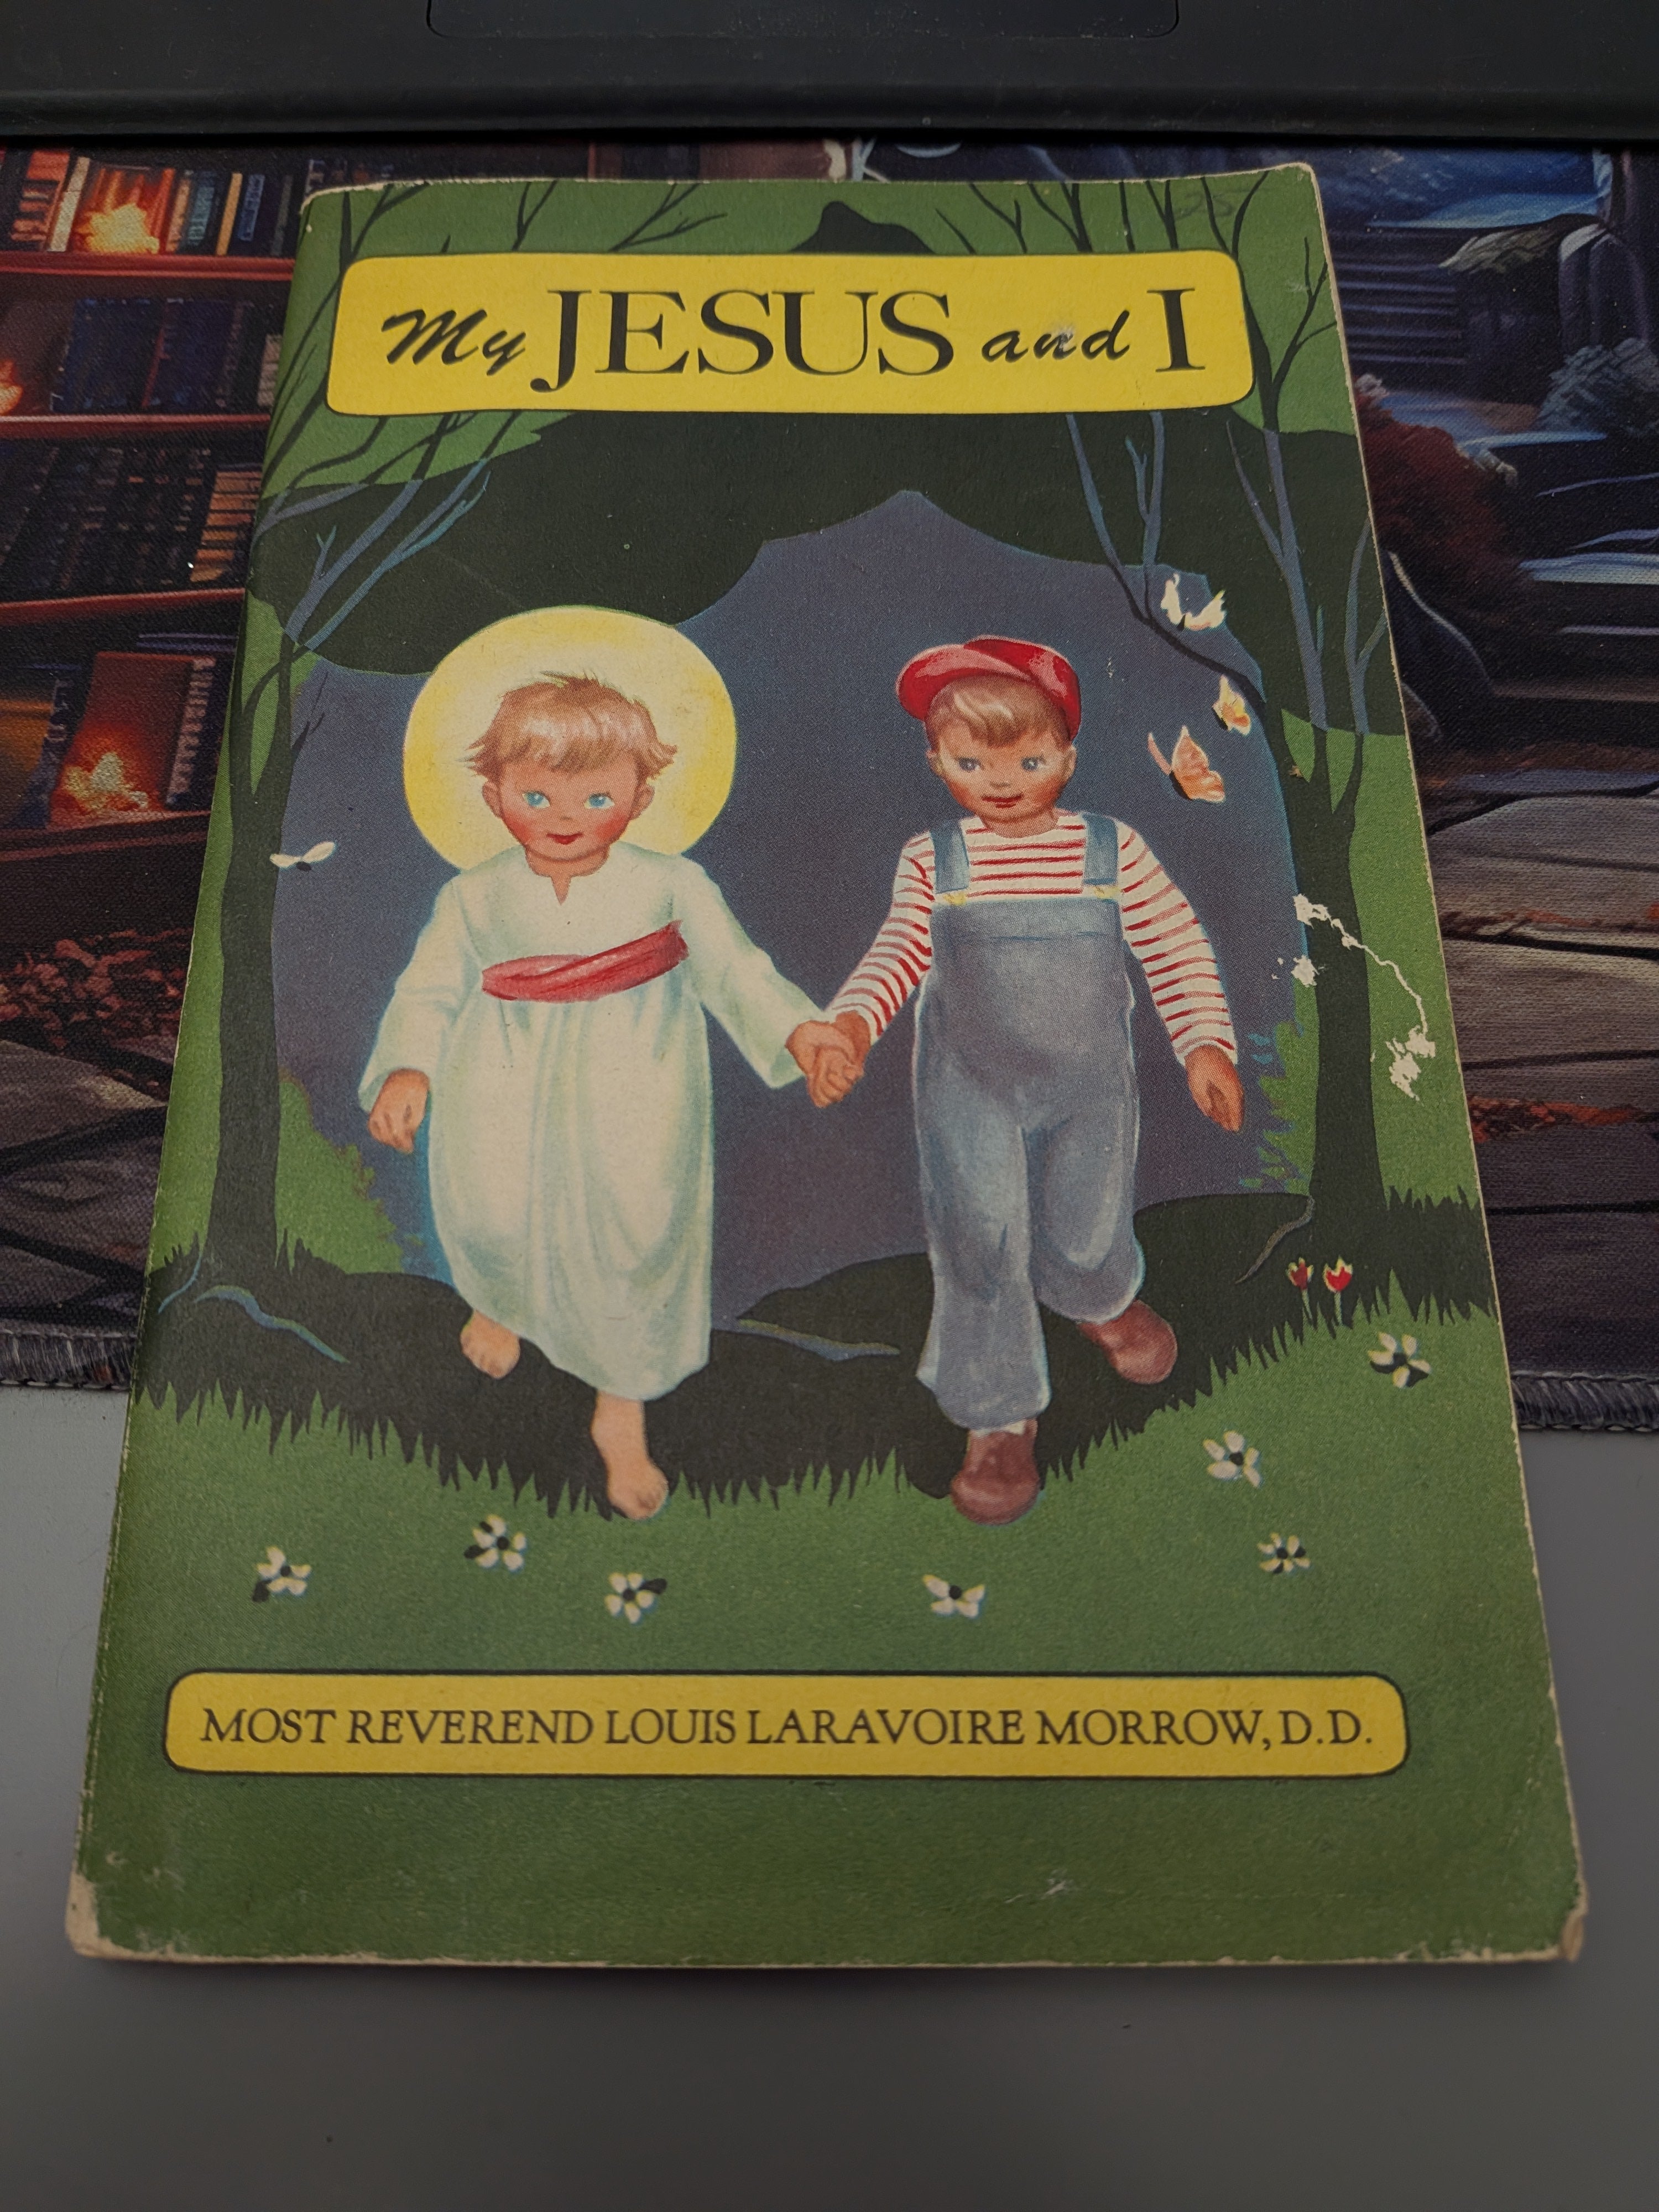 My JESUS and I
MOST REVEREND LOUIS LARAVOIRE MORROW, D.D.